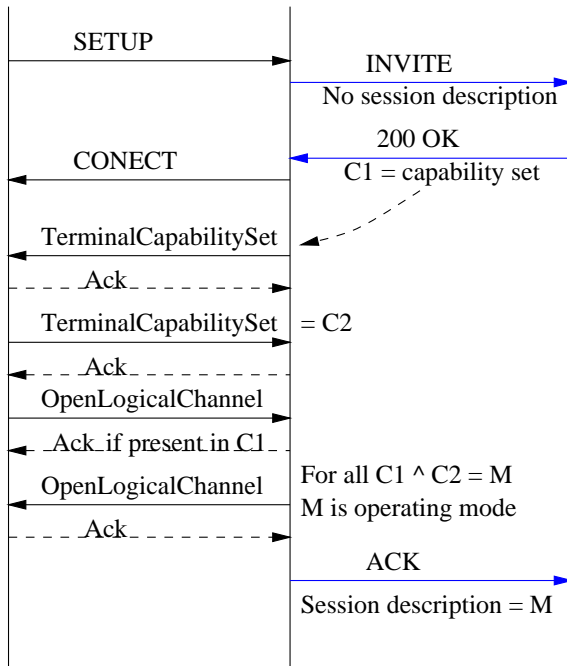 SETUP
INVITE
No session description
200 OK
CONECT
C1 = capability set
TerminalCapabilitySet
Ack
TerminalCapabilitySet = C2
Ack
OpenLogicalChannel
Ack if present in C1
For all C1 ^ C2 = M
OpenLogicalChannel
M is operating mode
Ack
ACK
Session description = M